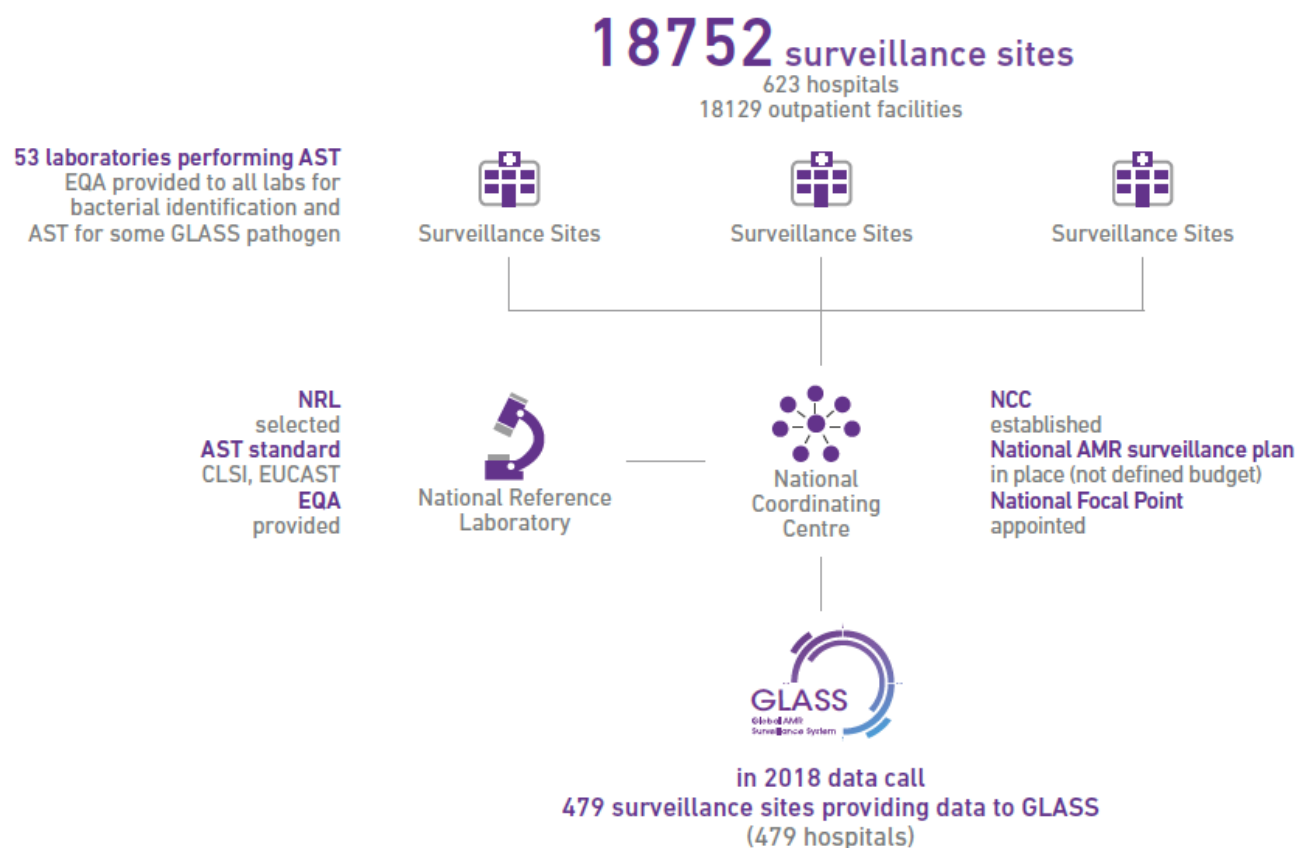 18752 surveillance sites
623 hospitals
18129 outpatient facilities
53 laboratories performing AST
EQA provided to all labs for
bacterial identification and
AST for some GLASS pathogen
Surveillance Sites
Surveillance Sites
Surveillance Sites
NRL
selected
AST standard
CLSI, EUCAST
EQA
provided
National Reference
Laboratory
National
Coordinating
Centre
NCC
established
National AMR surveillance plan
in place (not defined budget)
National Focal Point
appointed
GLASS
Global AMR
Surveillance System
in 2018 data call
479 surveillance sites providing data to GLASS
(479 hospitals)